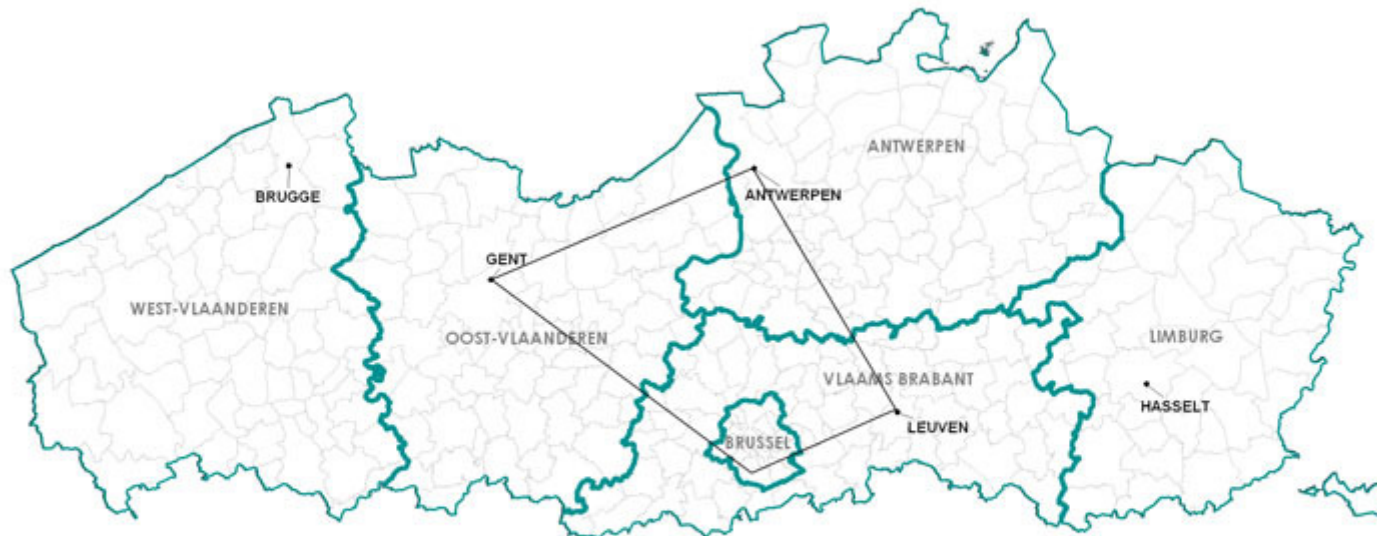 ANTWERPEN
BRUGGE
ANTWERPEN
GENT
WEST-VLAANDEREN
OOST-VLAANDEREN
LIMBURG
VLAAMS BRABANT
HASSELT
LEUVEN
BRUSSEL